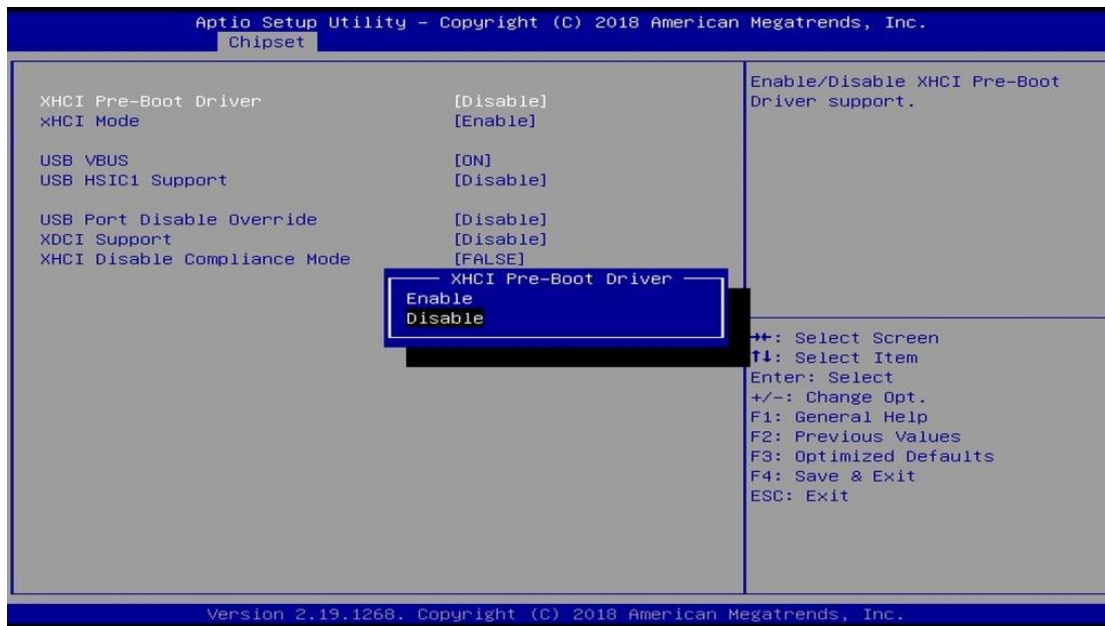 Aptio Setup Utility – Copyright (C) 2018 American Megatrends, Inc.
Chipset
XHCI Pre-Boot Driver [Disable]
xHCI Mode [Enable]
USB VBUS [ON]
USB HSIC1 Support [Disable]
USB Port Disable Override [Disable]
XDCI Support [Disable]
XHCI Disable Compliance Mode [FALSE]
XHCI Pre-Boot Driver
Enable
Disable
Enable/Disable XHCI Pre-Boot
Driver support.
→←: Select Screen
↑↓: Select Item
Enter: Select
+/-: Change Opt.
F1: General Help
F2: Previous Values
F3: Optimized Defaults
F4: Save & Exit
ESC: Exit
Version 2.19.1268. Copyright (C) 2018 American Megatrends, Inc.